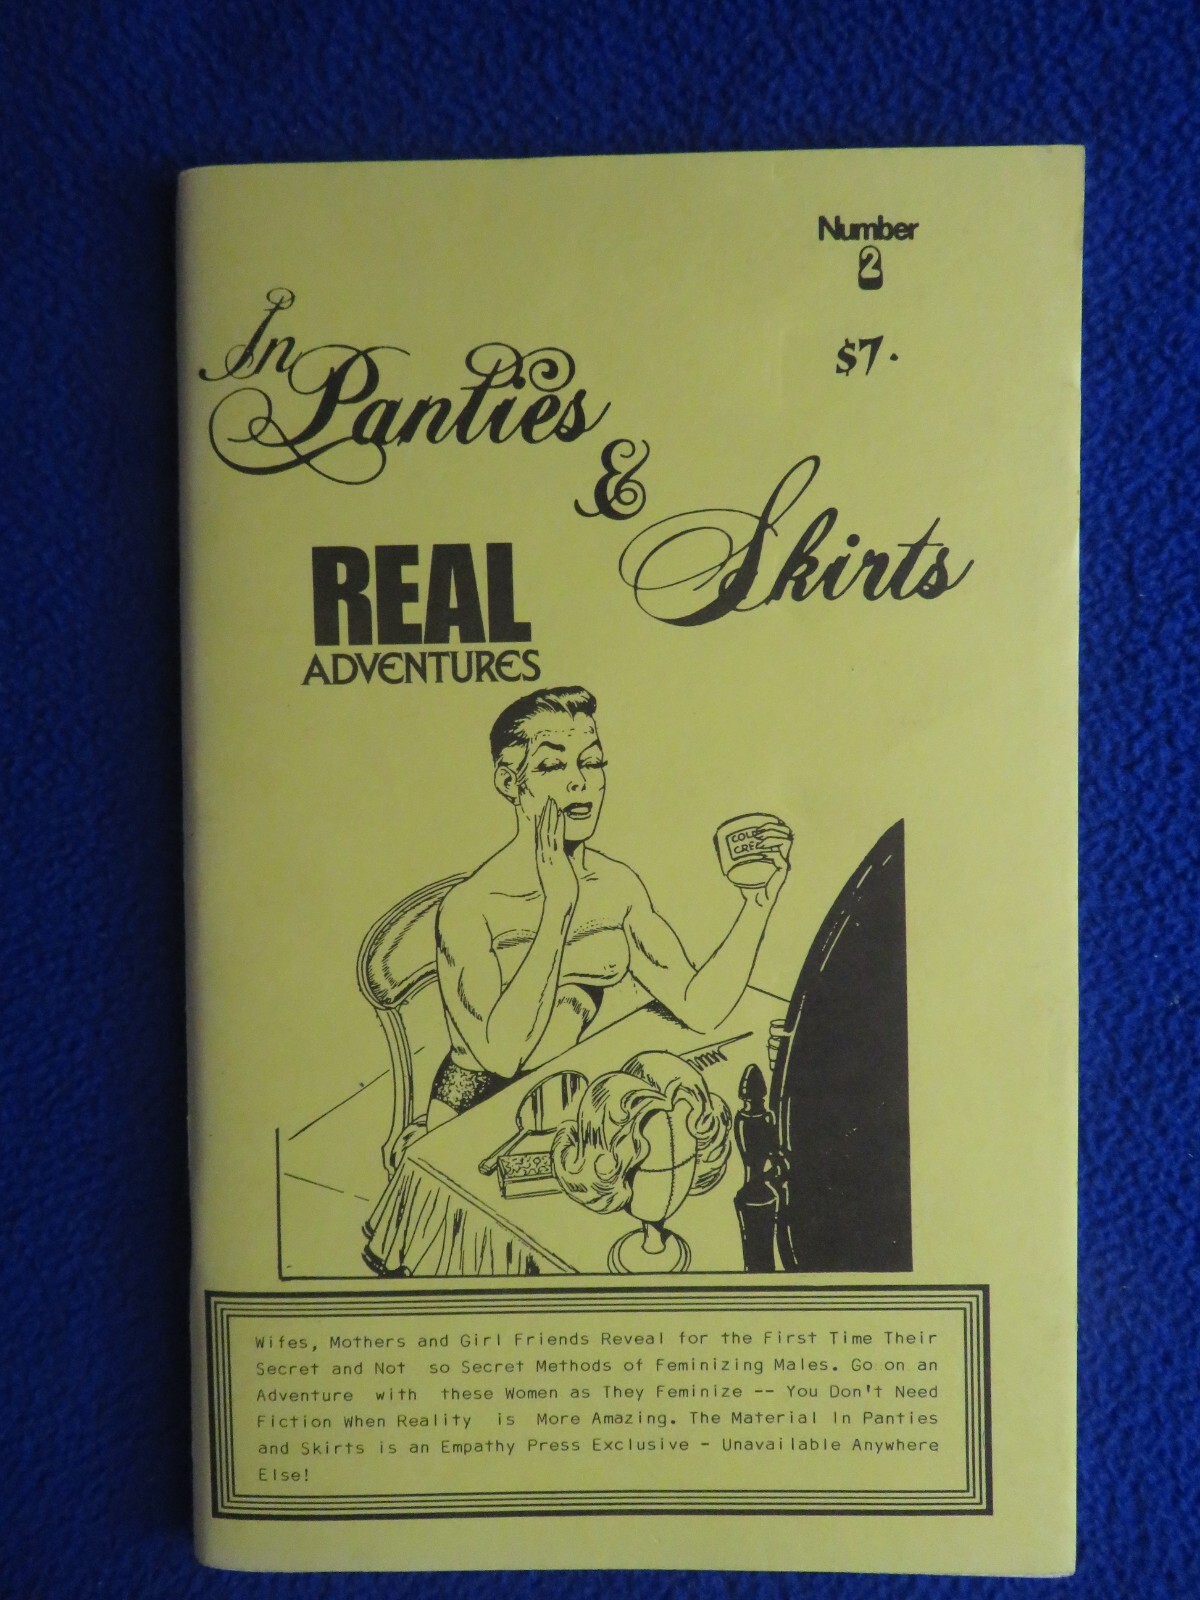 Number
2
$7.
In
Panties
&
Skirts
REAL
ADVENTURES
COLD
CRE
Wifes, Mothers and Girl Friends Reveal for the First Time Their
Secret and Not so Secret Methods of Feminizing Males. Go on an
Adventure with these Women as They Feminize -- You Don't Need
Fiction When Reality is More Amazing. The Material In Panties
and Skirts is an Empathy Press Exclusive - Unavailable Anywhere
Else!